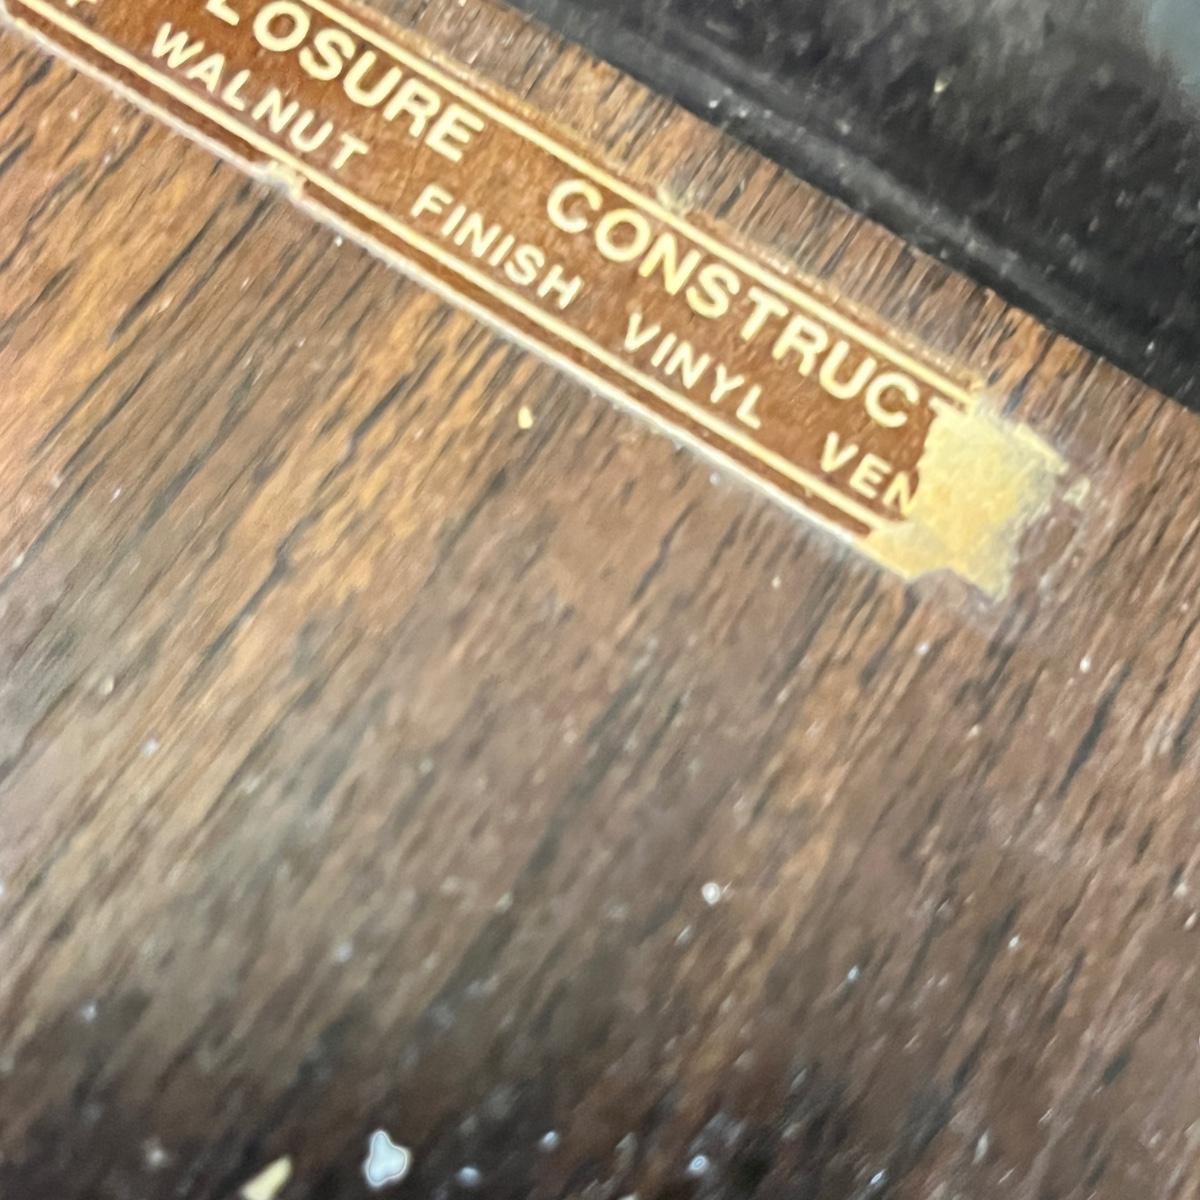 LOSURE CONSTRUCT
WALNUT FINISH VINYL VEN